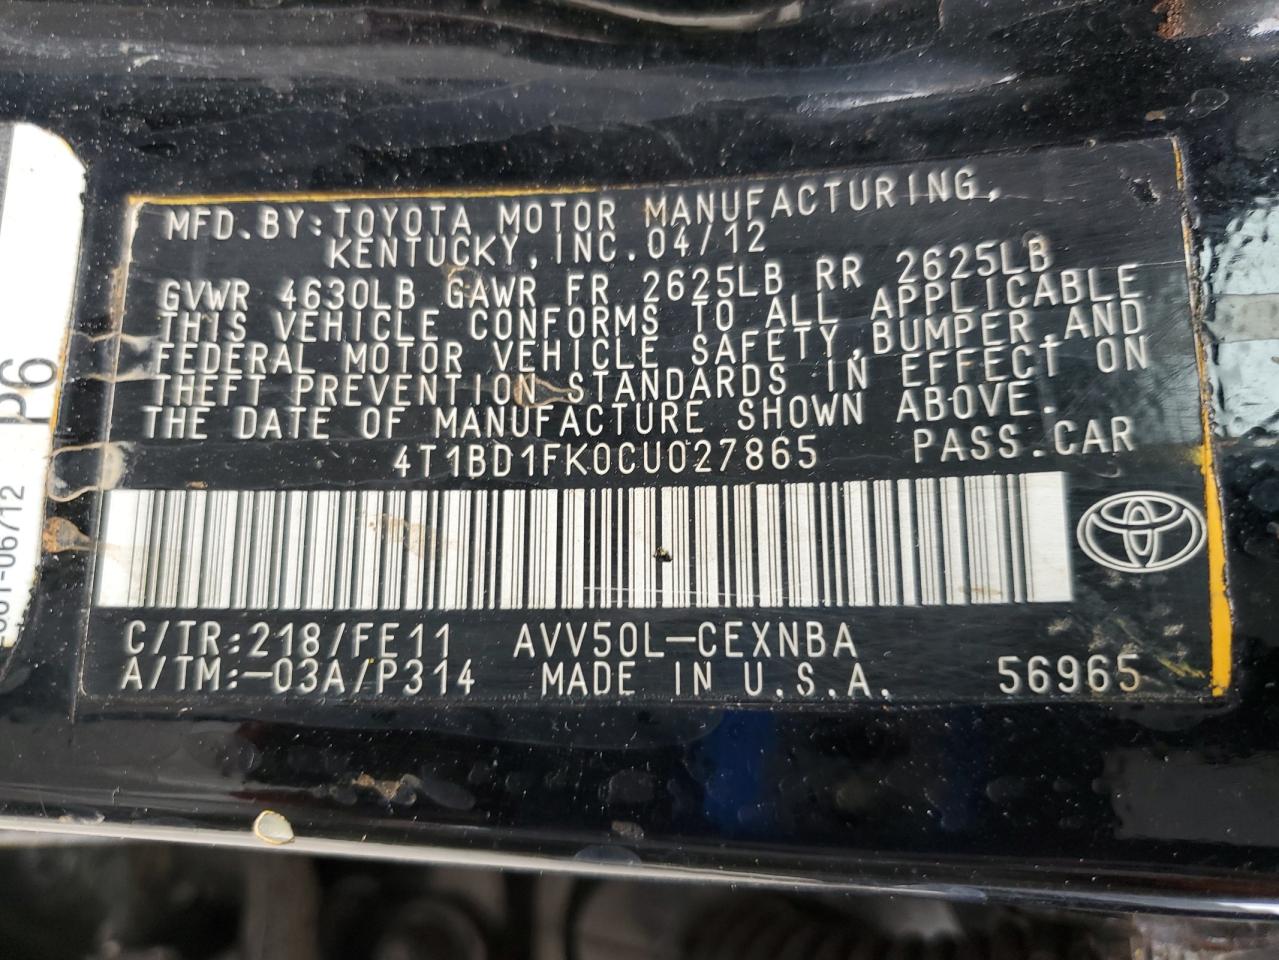 MFD.BY:TOYOTA MOTOR MANUFACTURING,
KENTUCKY,INC.04/12
GVWR 4630LB GAWR FR 2625LB RR 2625LB
THIS VEHICLE CONFORMS TO ALL APPLICABLE
FEDERAL MOTOR VEHICLE SAFETY,BUMPER,AND
THEFT PREVENTION STANDARDS IN EFFECT ON
THE DATE OF MANUFACTURE SHOWN ABOVE.
4T1BD1FK0CU027865 PASS.CAR
C/TR:218/FE11 AVV50L-CEXNBA
A/TM:-03A/P314 MADE IN U.S.A. 56965
P6
-06712